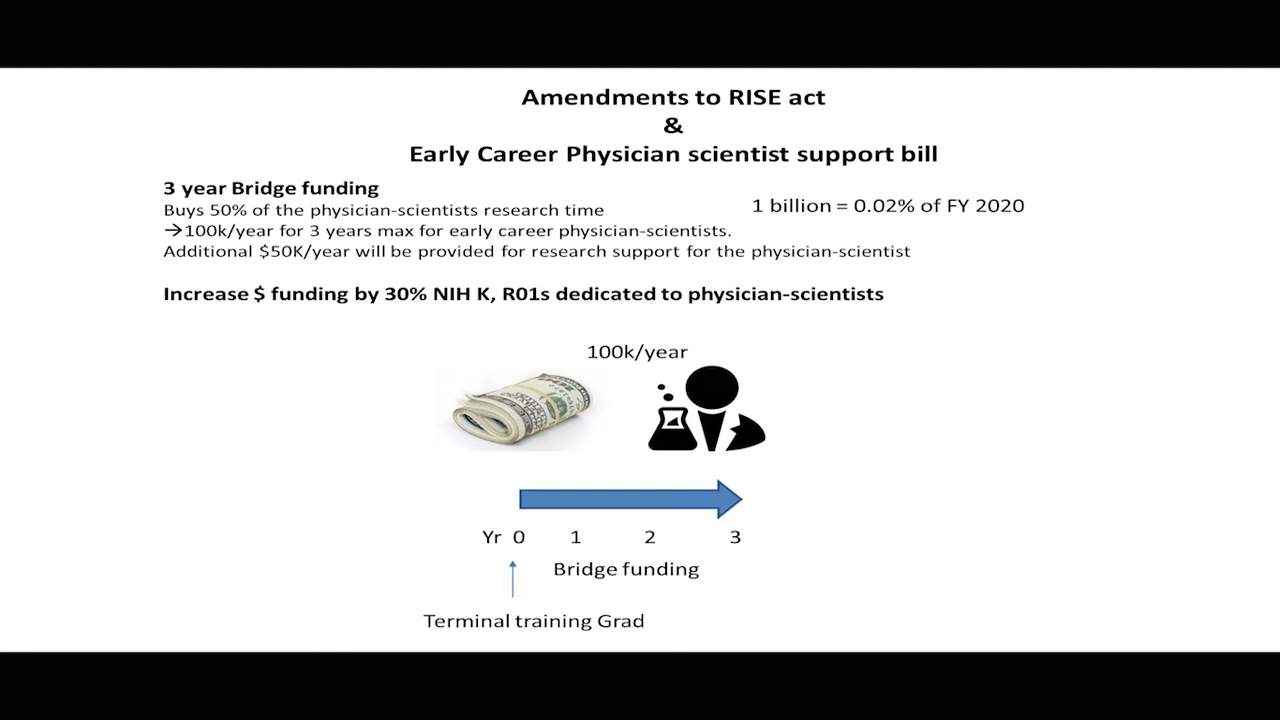 Amendments to RISE act
&
Early Career Physician scientist support bill
3 year Bridge funding
Buys 50% of the physician-scientists research time
1 billion = 0.02% of FY 2020
→100k/year for 3 years max for early career physician-scientists.
Additional $50K/year will be provided for research support for the physician-scientist
Increase $ funding by 30% NIH K, R01s dedicated to physician-scientists
100k/year
Yr 0 1 2 3
Bridge funding
Terminal training Grad